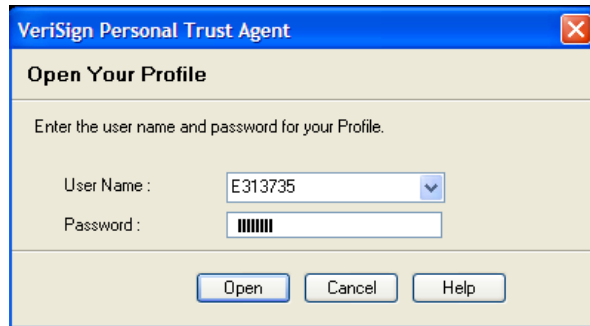 VeriSign Personal Trust Agent
Open Your Profile
Enter the user name and password for your Profile.
User Name : E313735
Password :
Open Cancel Help